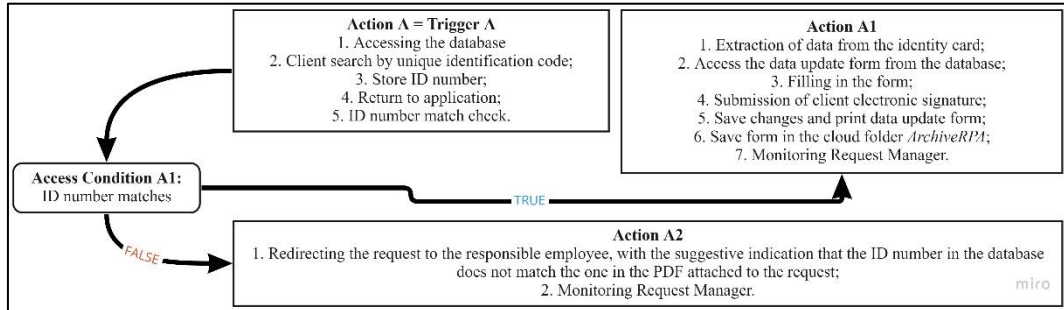 Action A = Trigger A
1. Accessing the database
2. Client search by unique identification code;
3. Store ID number;
4. Return to application;
5. ID number match check.
Action A1
1. Extraction of data from the identity card;
2. Access the data update form from the database;
3. Filling in the form;
4. Submission of client electronic signature;
5. Save changes and print data update form;
6. Save form in the cloud folder ArchiveRPA;
7. Monitoring Request Manager.
Access Condition A1:
ID number matches
TRUE
FALSE
Action A2
1. Redirecting the request to the responsible employee, with the suggestive indication that the ID number in the database
does not match the one in the PDF attached to the request;
2. Monitoring Request Manager.
miro